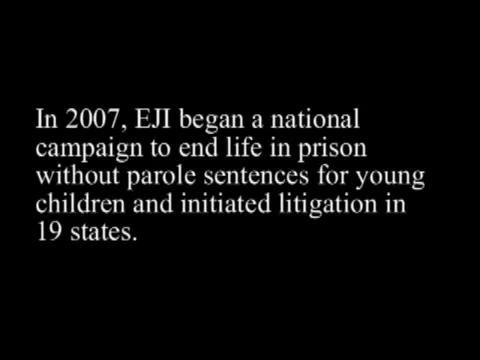 In 2007, EJI began a national
campaign to end life in prison
without parole sentences for young
children and initiated litigation in
19 states.